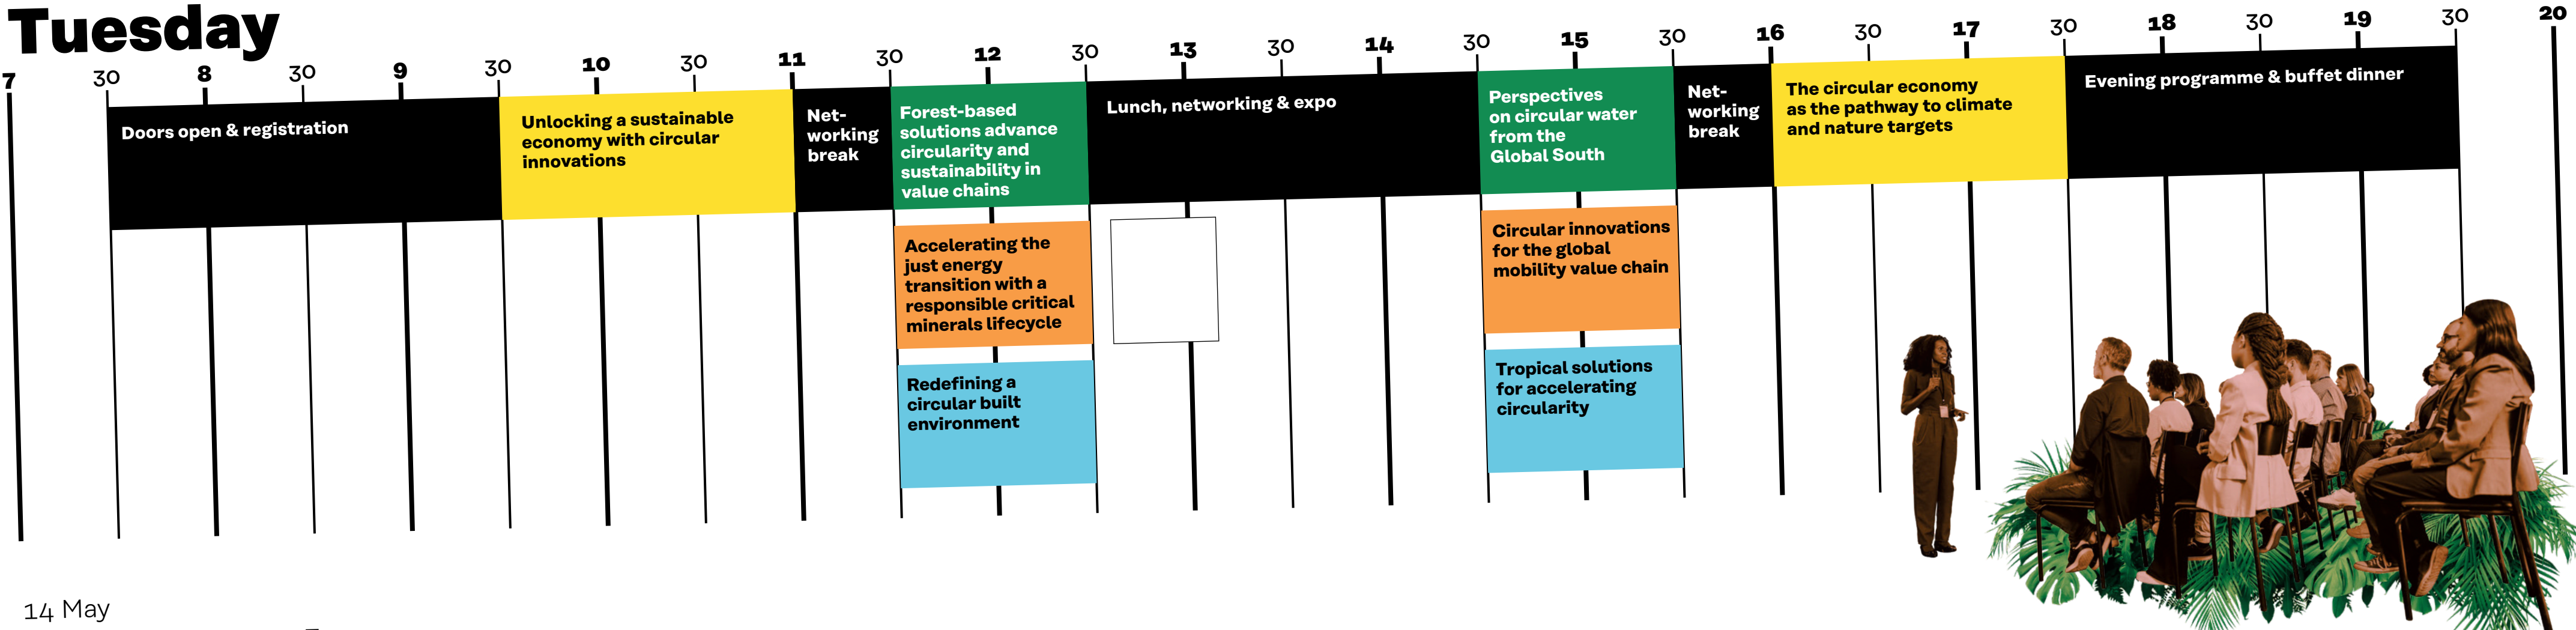 Tuesday
7
30
8
30
9
30
10
30
11
30
12
30
13
30
14
30
15
30
16
30
17
30
18
30
19
30
20
Doors open & registration
Unlocking a sustainable
economy with circular
innovations
Net-
working
break
Forest-based
solutions advance
circularity and
sustainability in
value chains
Lunch, networking & expo
Perspectives
on circular water
from the
Global South
Net-
working
break
The circular economy
as the pathway to climate
and nature targets
Evening programme & buffet dinner
Accelerating the
just energy
transition with a
responsible critical
minerals lifecycle
Circular innovations
for the global
mobility value chain
Redefining a
circular built
environment
Tropical solutions
for accelerating
circularity
14 May